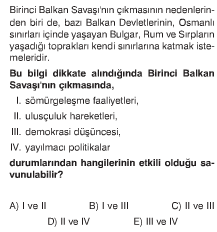 Birinci Balkan Savaşı'nın çıkmasının nedenlerin-
den biri de, bazı Balkan Devletlerinin, Osmanlı
sınırları içinde yaşayan Bulgar, Rum ve Sırpların
yaşadığı toprakları kendi sınırlarına katmak iste-
meleridir.
Bu bilgi dikkate alındığında Birinci Balkan
Savaşı'nın çıkmasında,
I. sömürgeleşme faaliyetleri,
II. ulusçuluk hareketleri,
III. demokrasi düşüncesi,
IV. yayılmacı politikalar
durumlarından hangilerinin etkili olduğu sa-
vunulabilir?
A) I ve II B) I ve III C) II ve III
D) II ve IV E) III ve IV